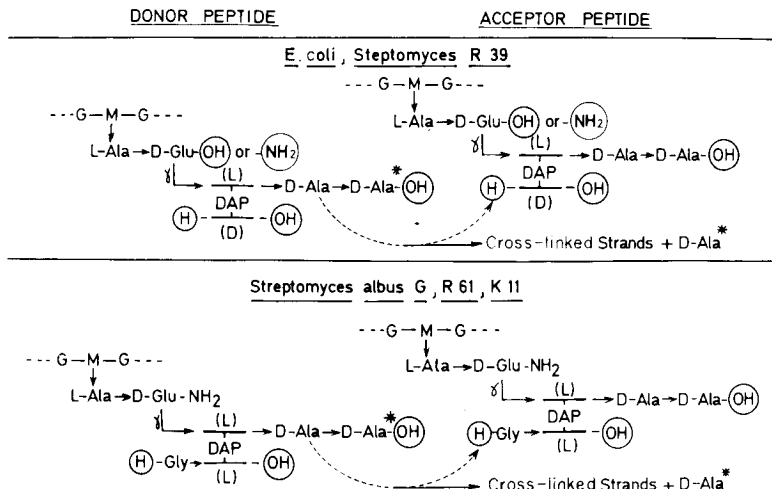 DONOR PEPTIDE ACCEPTOR PEPTIDE
E. coli, Steptomyces R 39
--- G-M-G- ---
--- G-M-G- ---
L-Ala→D-Glu-OH or -NH2
L-Ala→D-Glu-OH or -NH2
γ (L) →D-Ala→D-Ala-OH
γ (L) →D-Ala→D-Ala*-OH
DAP
H- -OH
(D)
DAP
H- -OH
(D)
→Cross-linked Strands + D-Ala*
Streptomyces albus G, R 61, K 11
---G-M-G- ---
--- G-M-G- ---
L-Ala→D-Glu-NH2
L-Ala→D-Glu-NH2
γ (L) →D-Ala→D-Ala-OH
γ (L) →D-Ala→D-Ala*-OH
DAP
H-Gly→ -OH
(L)
DAP
H-Gly→ -OH
(L)
→Cross-linked Strands + D-Ala*